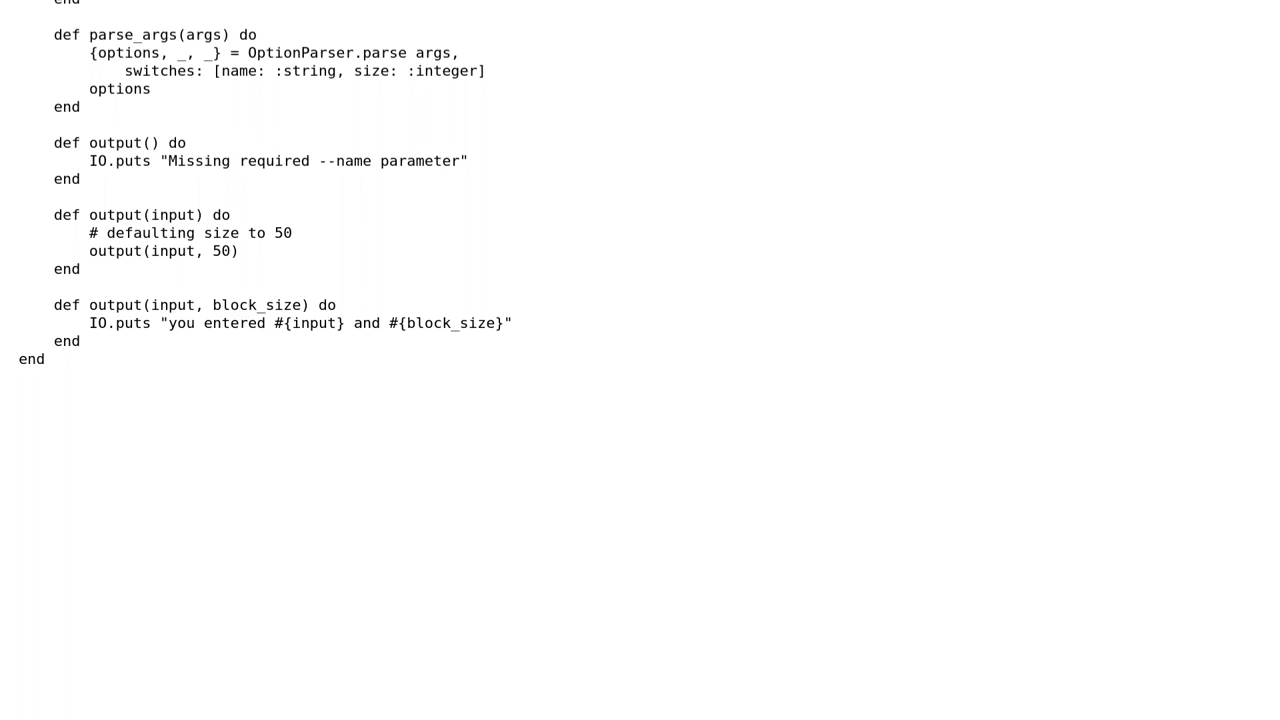 end

    def parse_args(args) do
        {options, _, _} = OptionParser.parse args,
            switches: [name: :string, size: :integer]
        options
    end

    def output() do
        IO.puts "Missing required --name parameter"
    end

    def output(input) do
        # defaulting size to 50
        output(input, 50)
    end

    def output(input, block_size) do
        IO.puts "you entered #{input} and #{block_size}"
    end
end